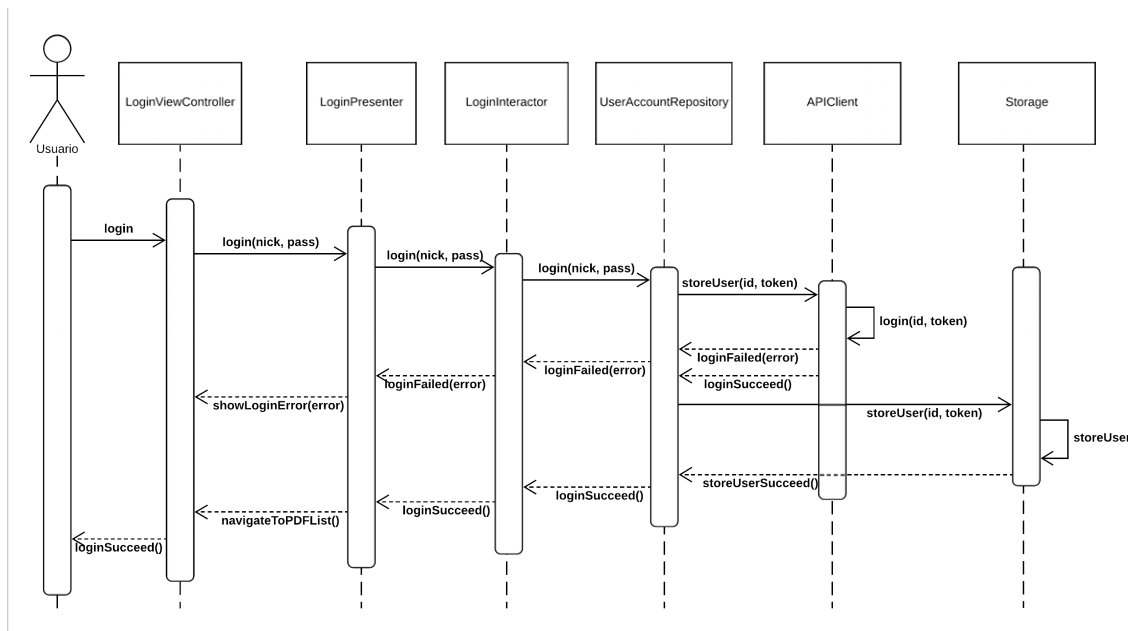 Usuario
LoginViewController
LoginPresenter
LoginInteractor
UserAccountRepository
APIClient
Storage
login
login(nick, pass)
login(nick, pass)
login(nick, pass)
storeUser(id, token)
login(id, token)
loginFailed(error)
loginFailed(error)
loginFailed(error)
loginSucceed()
showLoginError(error)
storeUser(id, token)
storeUser
storeUserSucceed()
loginSucceed()
loginSucceed()
navigateToPDFList()
loginSucceed()